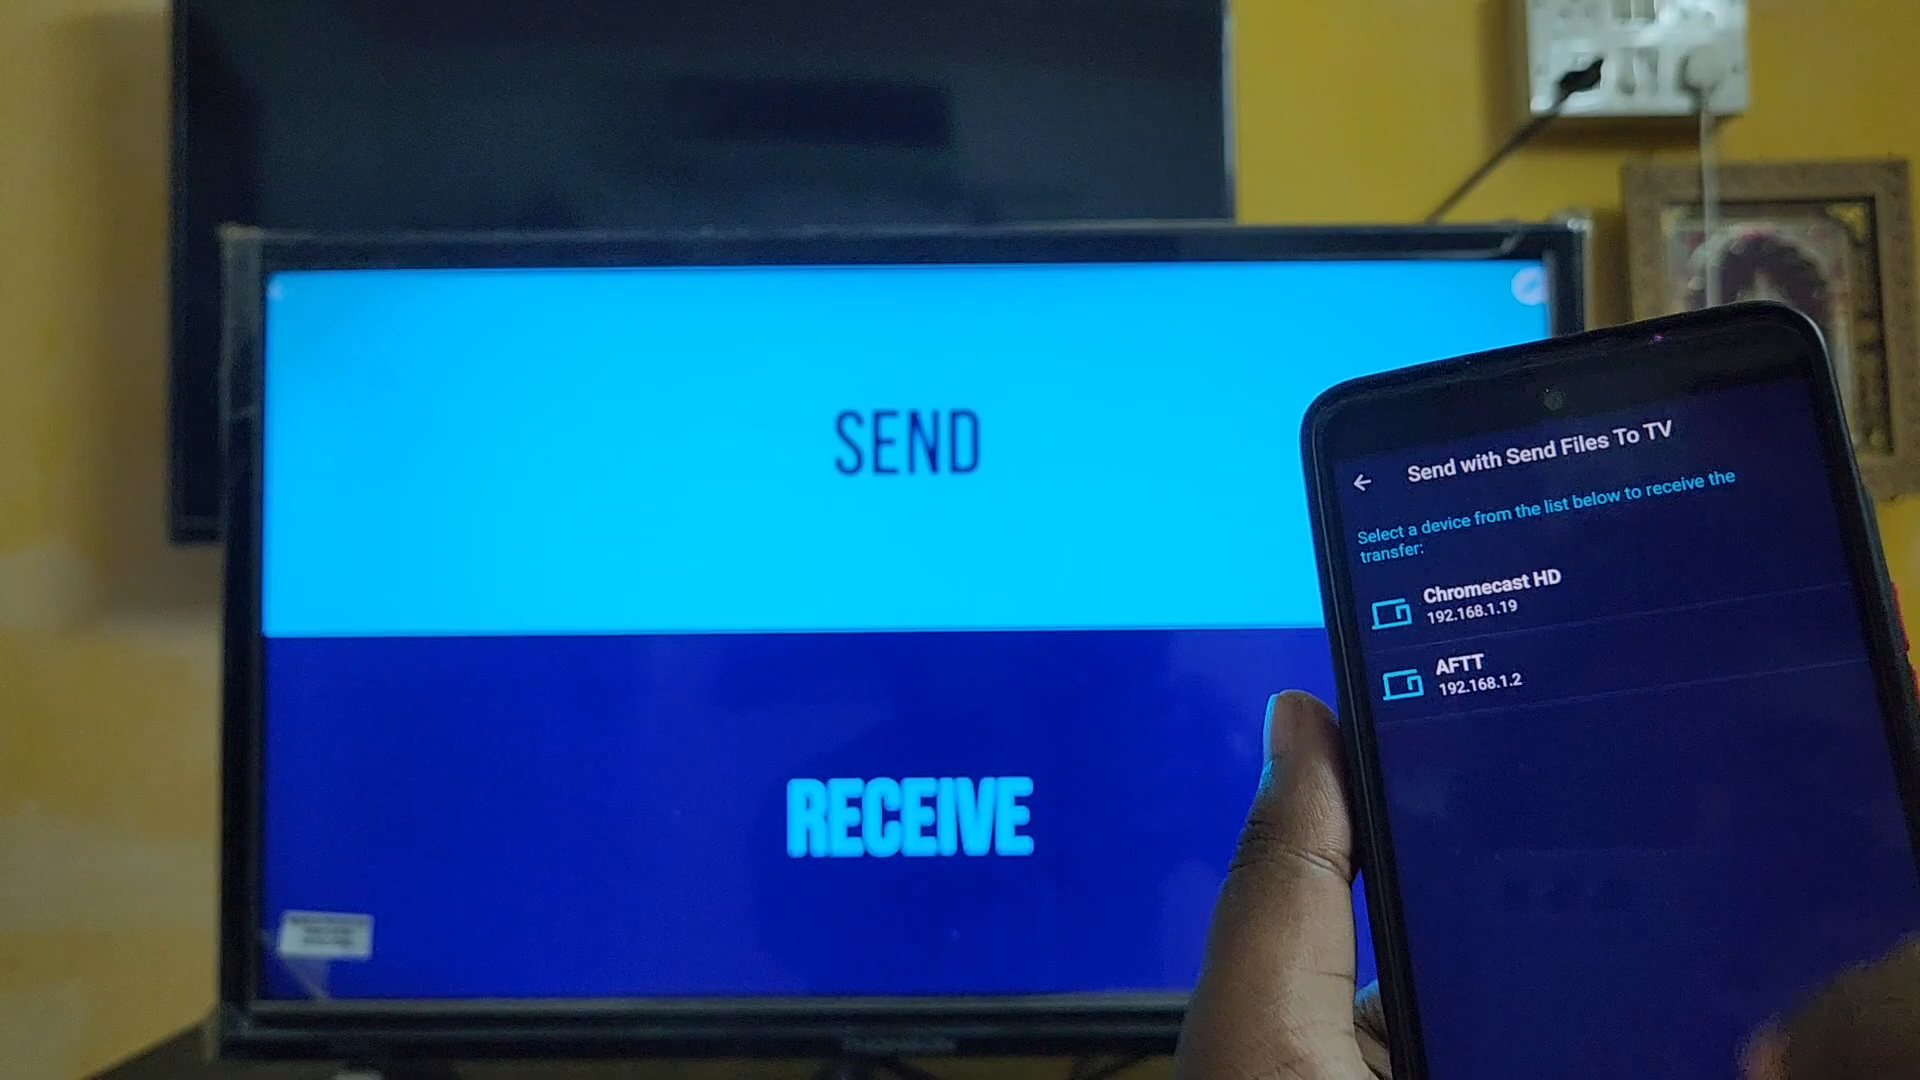 SEND
RECEIVE
Send with Send Files To TV
Select a device from the list below to receive the
transfer:
Chromecast HD
192.168.1.19
AFTT
192.168.1.2